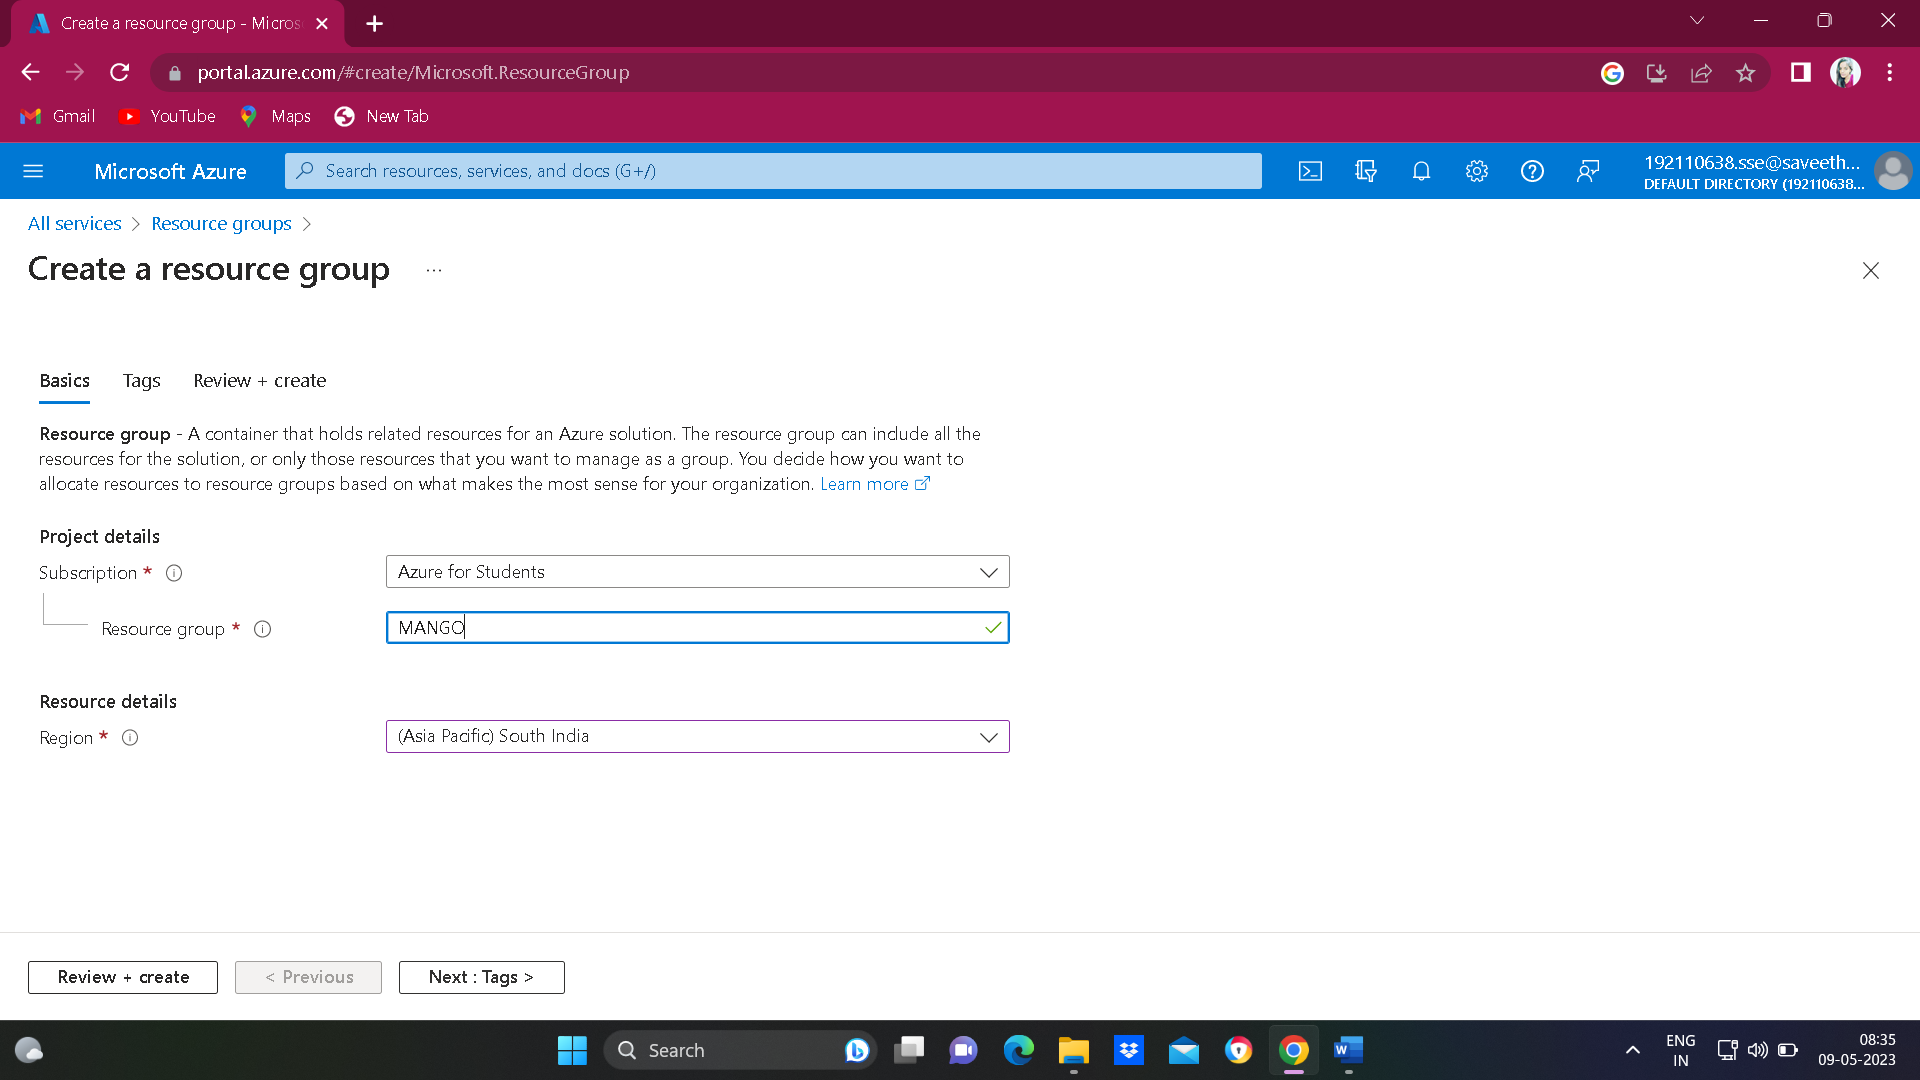 Create a resource group - Micros
portal.azure.com/#create/Microsoft.ResourceGroup
Gmail YouTube Maps New Tab
Microsoft Azure Search resources, services, and docs (G+/) 192110638.sse@saveeth...
DEFAULT DIRECTORY (192110638...
All services > Resource groups >
Create a resource group ...
Basics Tags Review + create
Resource group - A container that holds related resources for an Azure solution. The resource group can include all the
resources for the solution, or only those resources that you want to manage as a group. You decide how you want to
allocate resources to resource groups based on what makes the most sense for your organization. Learn more
Project details
Subscription * Azure for Students
Resource group * MANGO
Resource details
Region * (Asia Pacific) South India
Review + create < Previous Next : Tags >
Search ENG 08:35
IN 09-05-2023